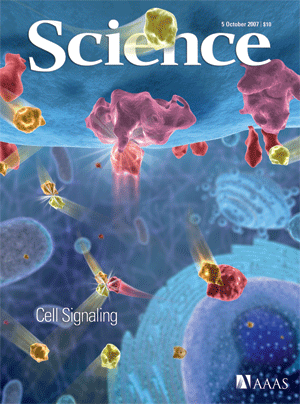 5 October 2007 | $10
Science
Cell Signaling
AAAS